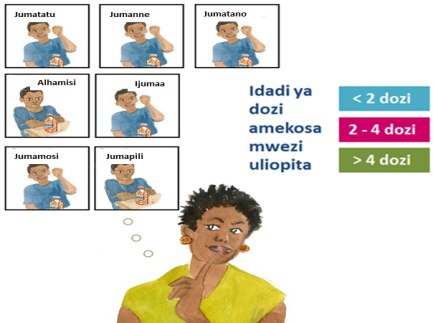 Jumatatu
Jumanne
Jumatano
Alhamisi
Ijumaa
Jumamosi
Jumapili
Idadi ya
dozi
amekosa
mwezi
uliopita
< 2 dozi
2 - 4 dozi
> 4 dozi